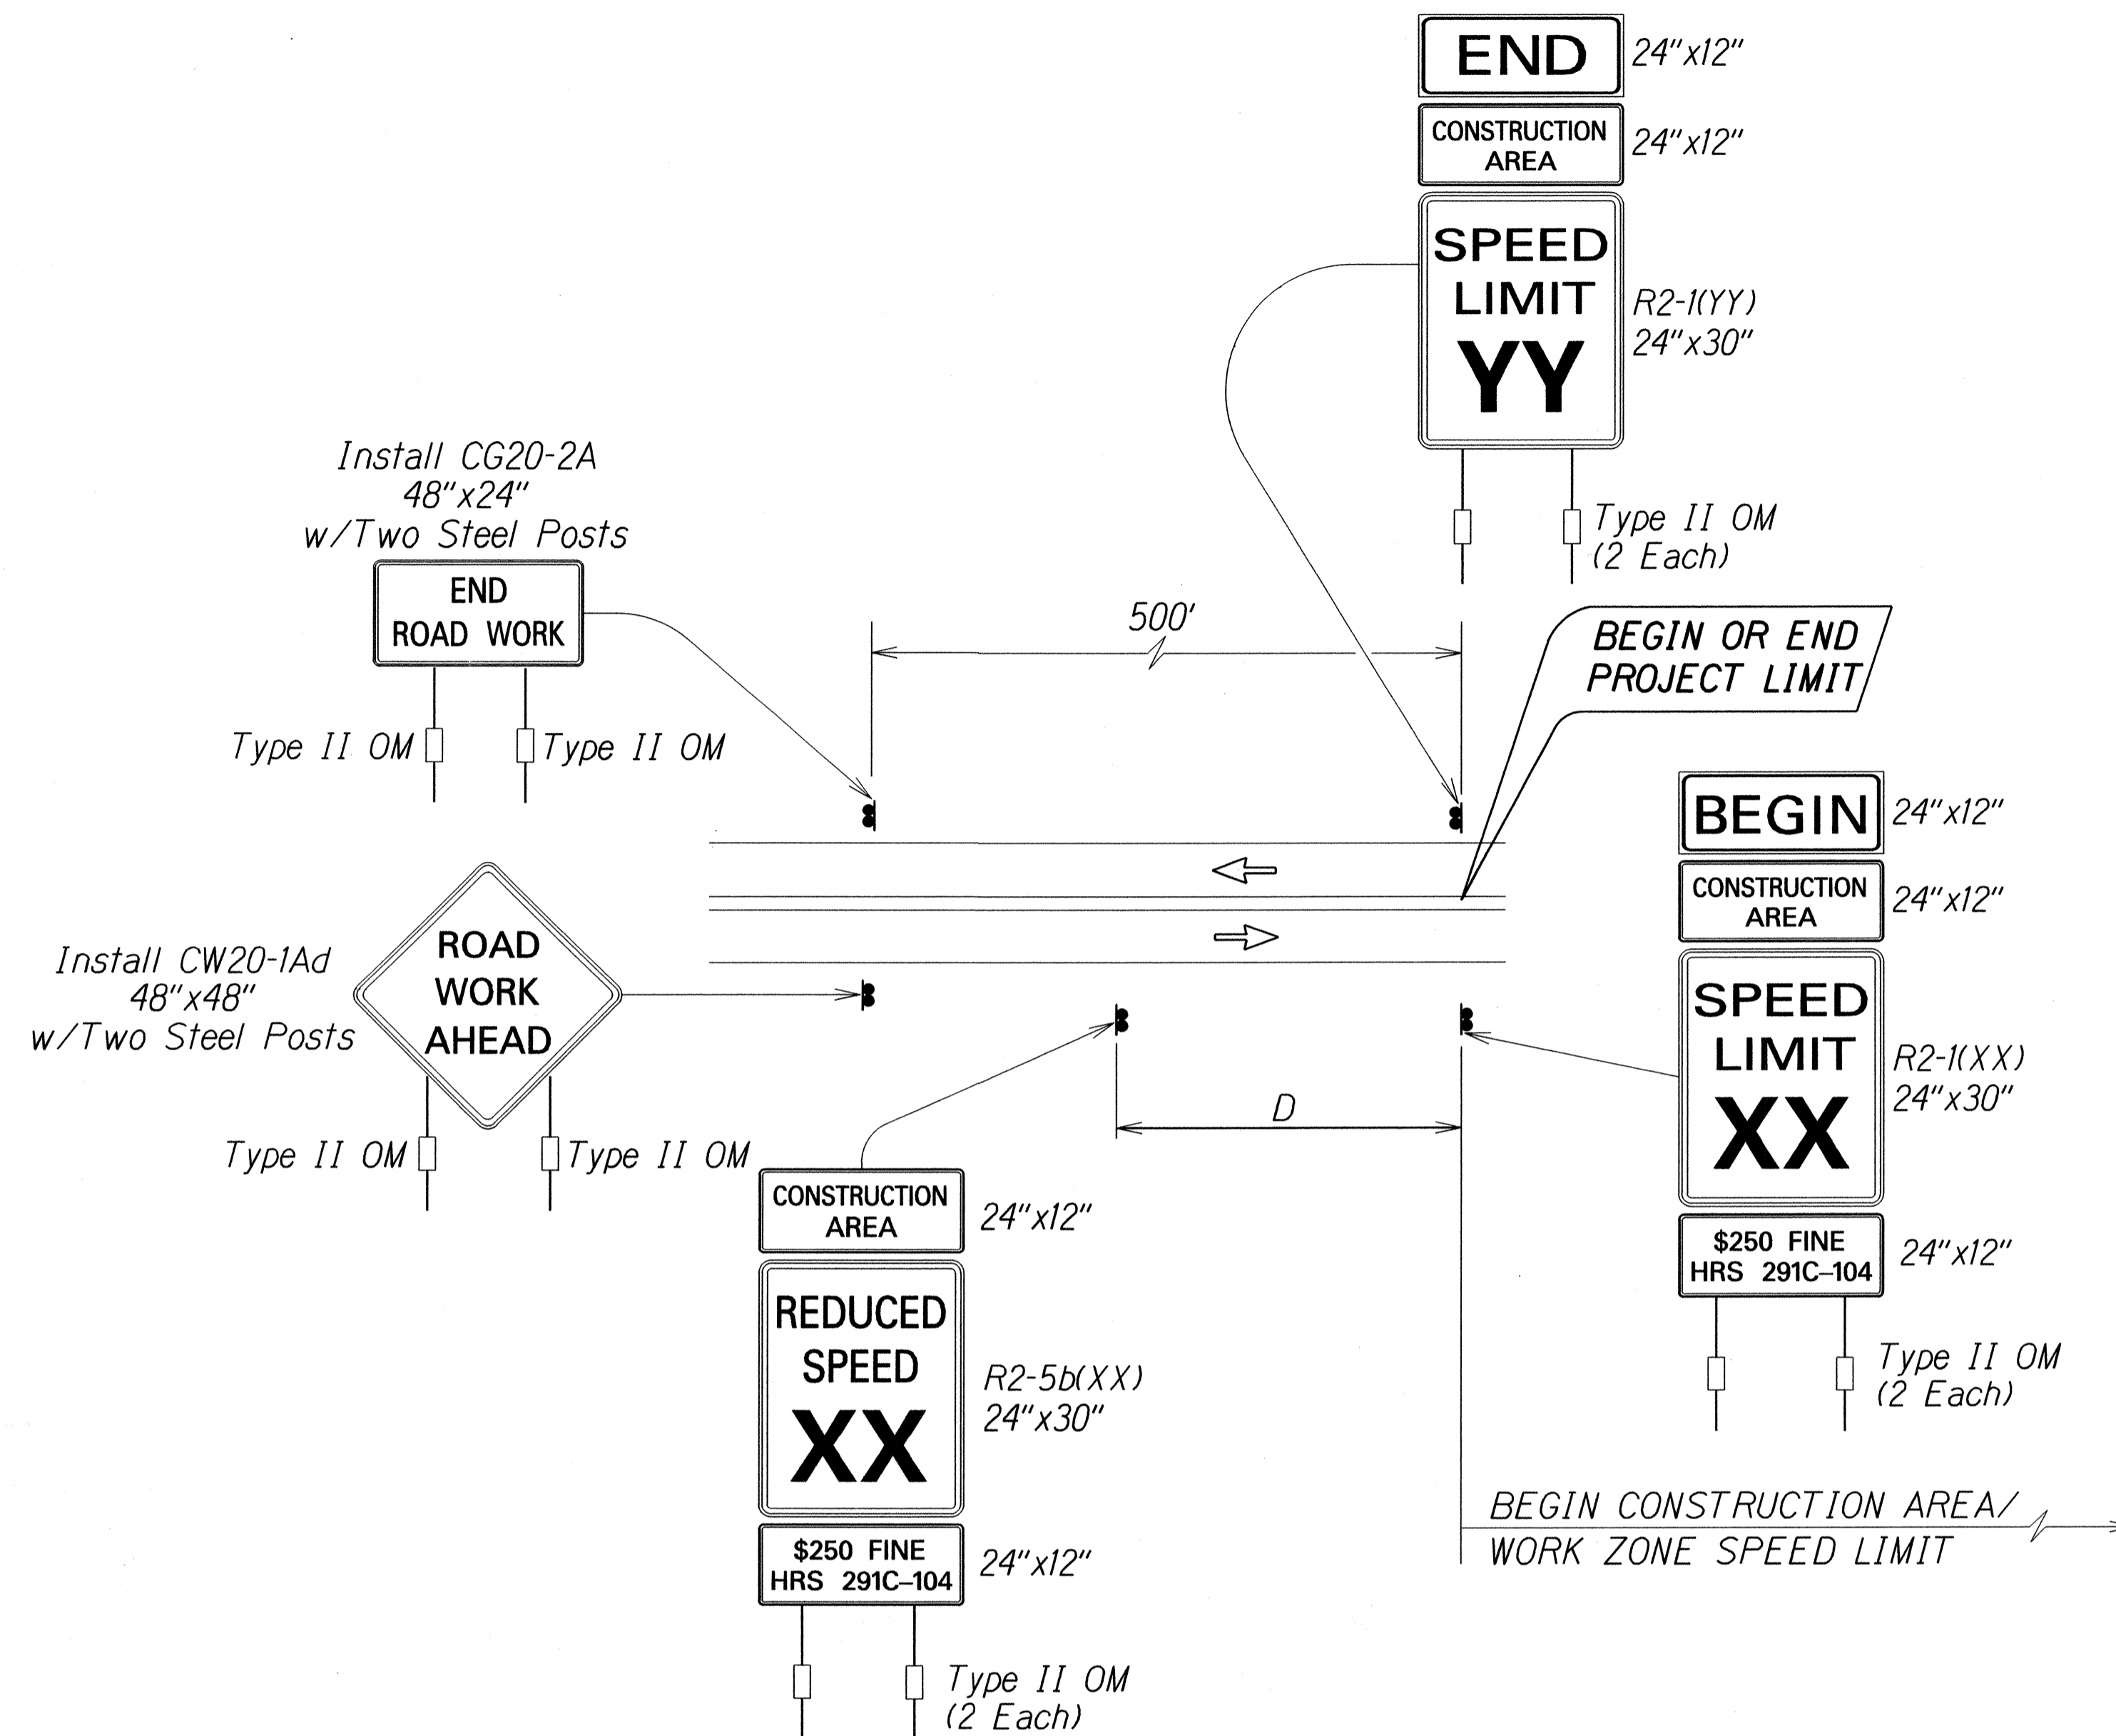 END
24"x12"
CONSTRUCTION
AREA
24"x12"
SPEED
LIMIT
YY
R2-1(YY)
24"x30"
Type II OM
(2 Each)
Install CG20-2A
48"x24"
w/Two Steel Posts
END
ROAD WORK
Type II OM
Type II OM
500'
BEGIN OR END
PROJECT LIMIT
BEGIN
24"x12"
CONSTRUCTION
AREA
24"x12"
SPEED
LIMIT
XX
R2-1(XX)
24"x30"
$250 FINE
HRS 291C–104
24"x12"
Type II OM
(2 Each)
Install CW20-1Ad
48"x48"
w/Two Steel Posts
ROAD
WORK
AHEAD
Type II OM
Type II OM
D
CONSTRUCTION
AREA
24"x12"
REDUCED
SPEED
XX
R2-5b(XX)
24"x30"
$250 FINE
HRS 291C–104
24"x12"
Type II OM
(2 Each)
BEGIN CONSTRUCTION AREA/
WORK ZONE SPEED LIMIT